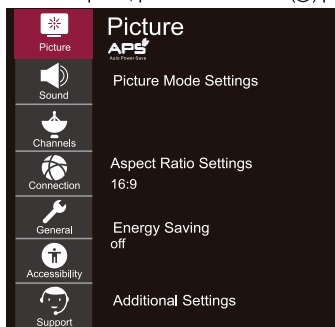 Picture
Sound
Channels
Connection
General
Accessibility
Support
Picture
APS
Auto Power Save
Picture Mode Settings
Aspect Ratio Settings
16:9
Energy Saving
off
Additional Settings